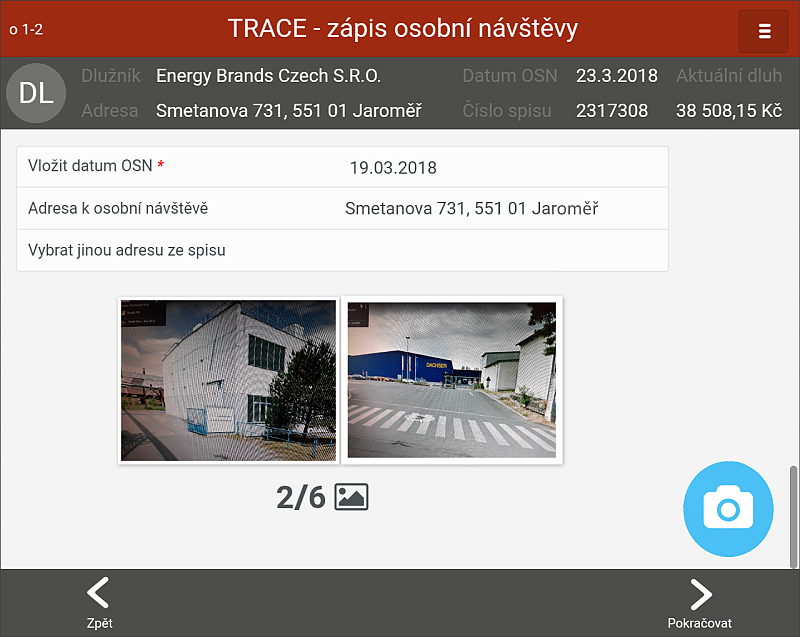 o 1-2
TRACE - zápis osobní návštěvy
DL
Dlužník Energy Brands Czech S.R.O. Datum OSN 23.3.2018 Aktuální dluh
Adresa Smetanova 731, 551 01 Jaroměř Číslo spisu 2317308 38 508,15 Kč
Vložit datum OSN * 19.03.2018
Adresa k osobní návštěvě Smetanova 731, 551 01 Jaroměř
Vybrat jinou adresu ze spisu
DACHSER
2/6
Zpět
Pokračovat